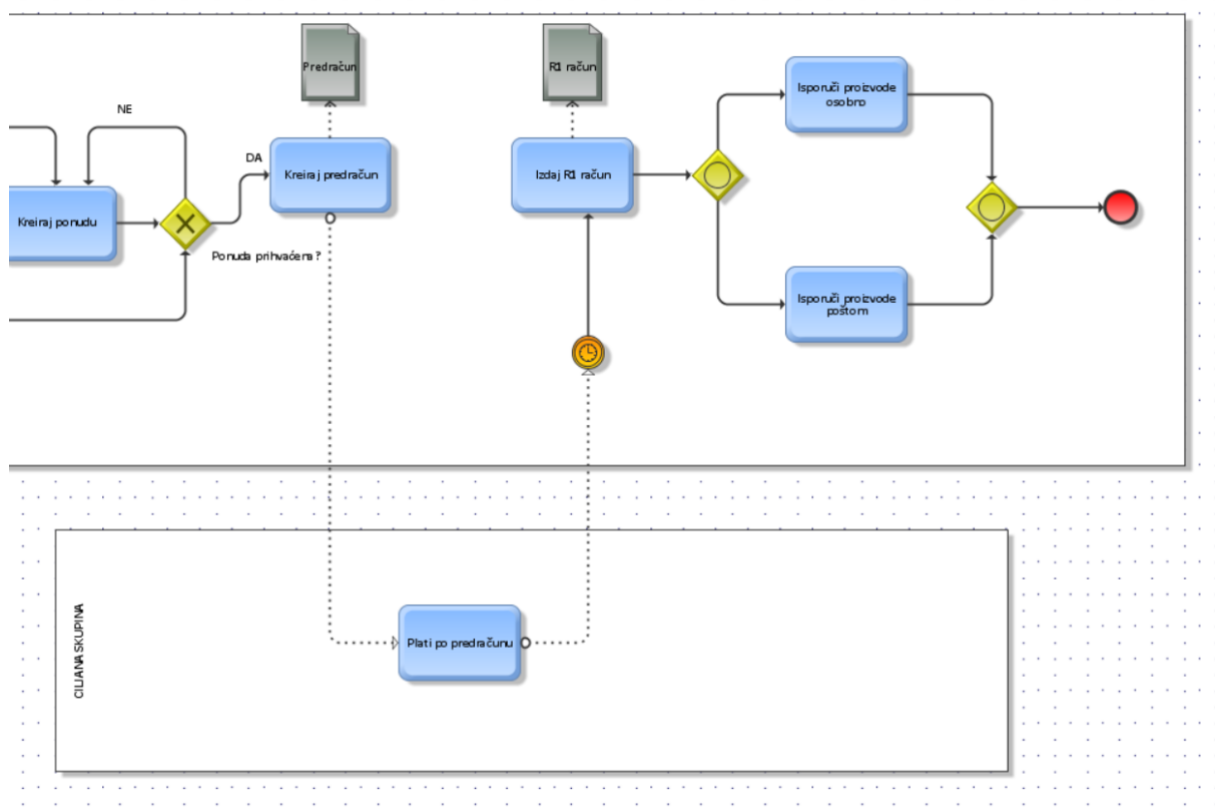 Predračun
R1 račun
Isporuči proizvode
osobno
NE
DA
Kreiraj predračun
Izdaj R1 račun
Kreiraj ponudu
Ponuda prihvaćena?
Isporuči proizvode
poštom
CILJANA SKUPINA
Plati po predračunu